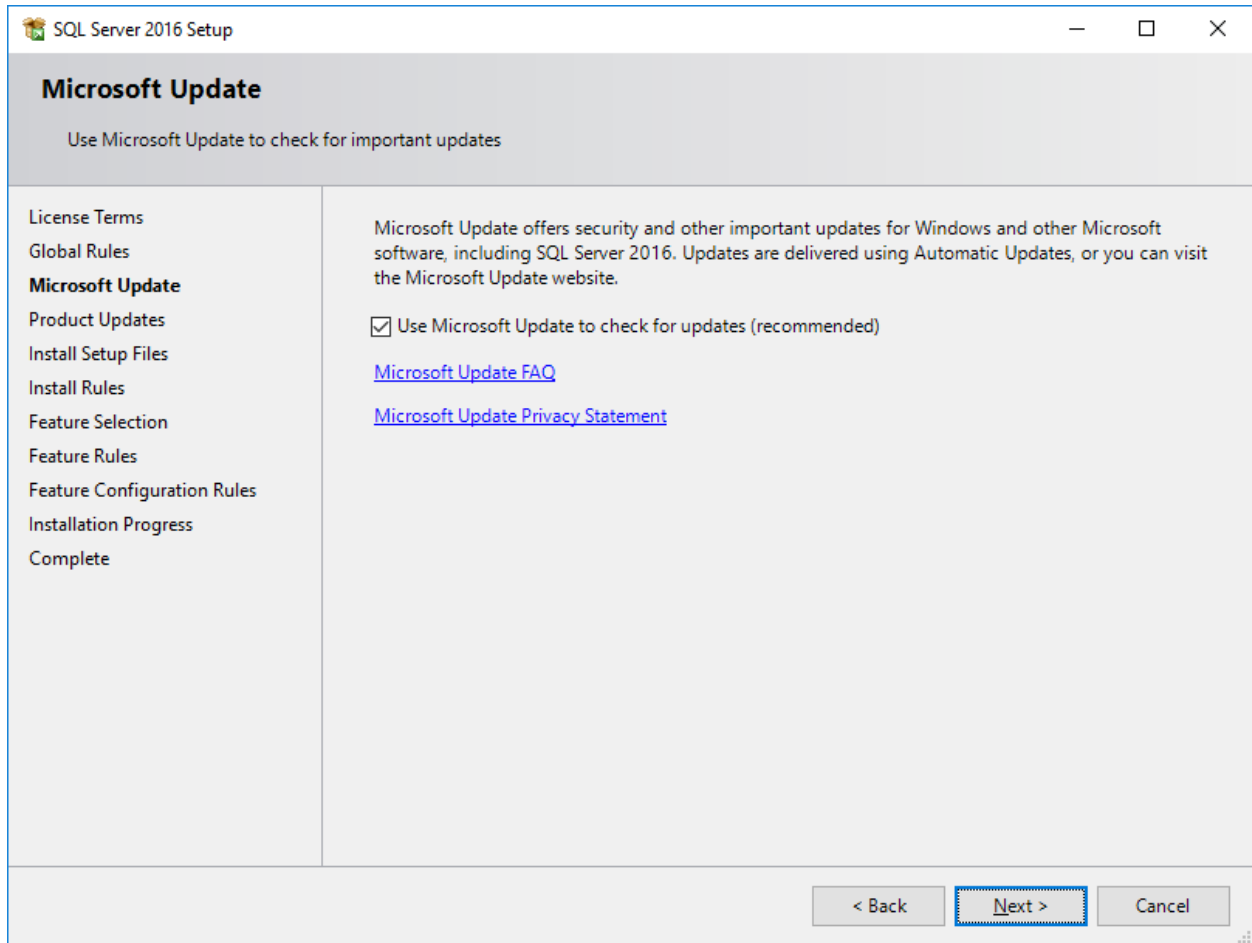 SQL Server 2016 Setup
Microsoft Update
Use Microsoft Update to check for important updates
License Terms
Global Rules
Microsoft Update
Product Updates
Install Setup Files
Install Rules
Feature Selection
Feature Rules
Feature Configuration Rules
Installation Progress
Complete
Microsoft Update offers security and other important updates for Windows and other Microsoft
software, including SQL Server 2016. Updates are delivered using Automatic Updates, or you can visit
the Microsoft Update website.
Use Microsoft Update to check for updates (recommended)
Microsoft Update FAQ
Microsoft Update Privacy Statement
< Back
Next >
Cancel